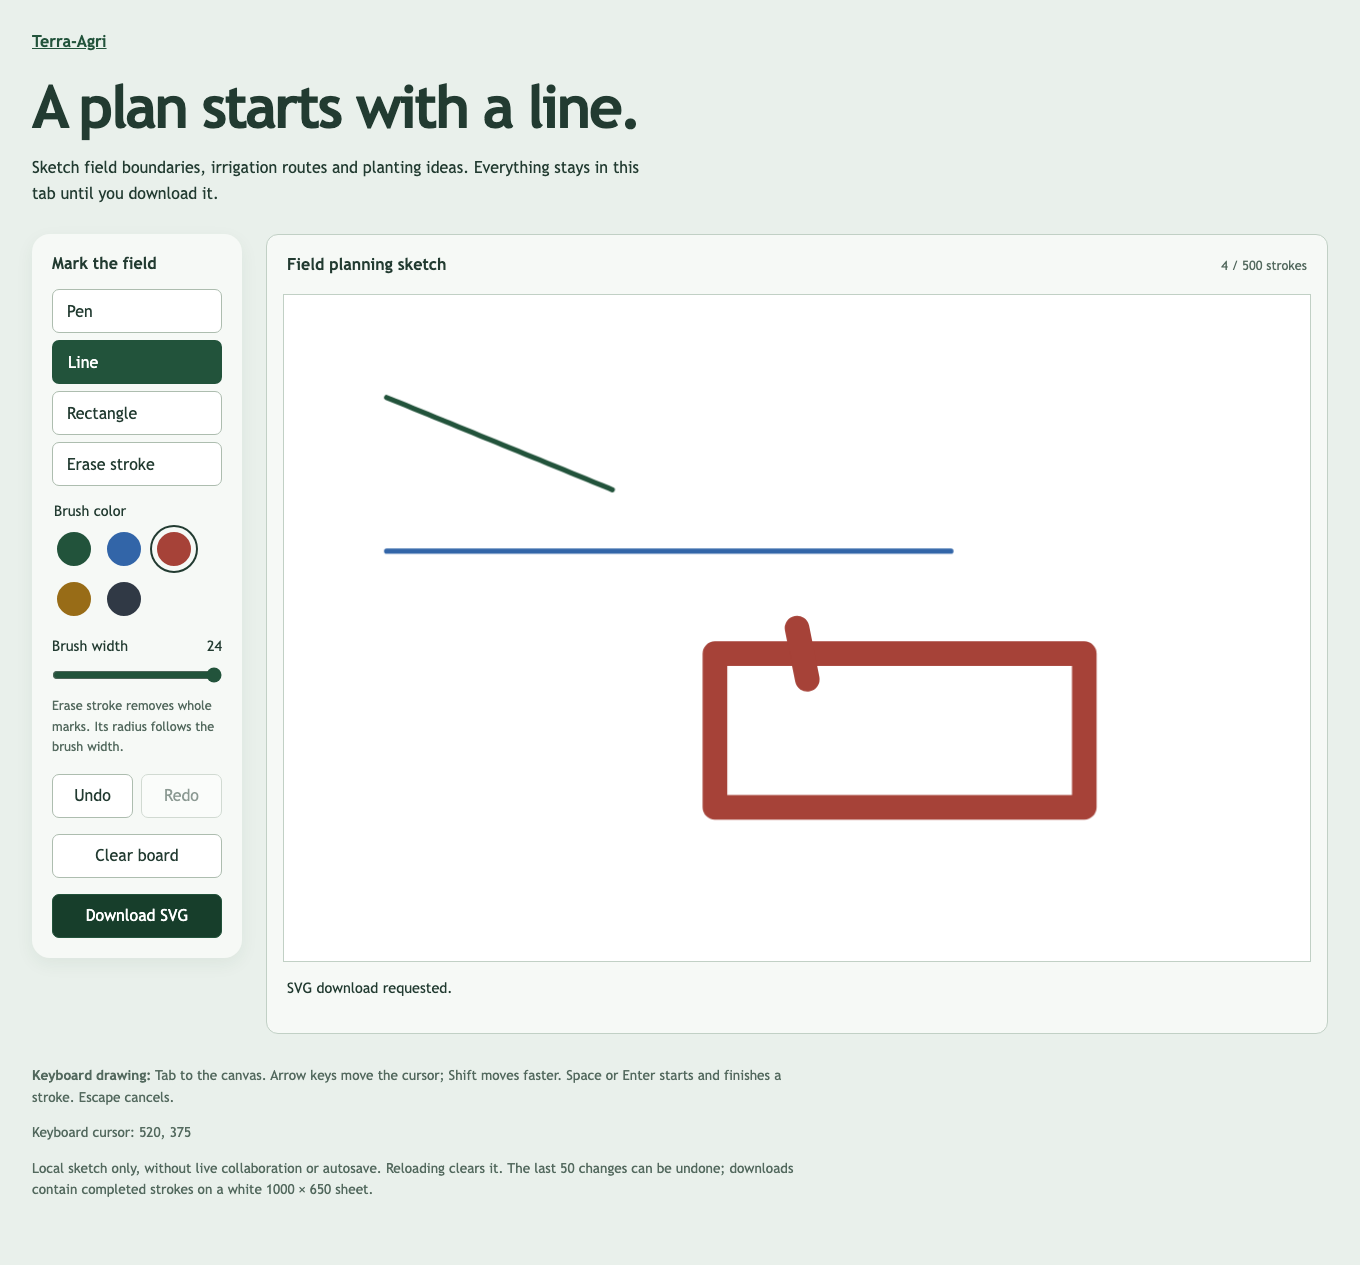 Terra-Agri
A plan starts with a line.
Sketch field boundaries, irrigation routes and planting ideas. Everything stays in this
tab until you download it.
Mark the field
Pen
Line
Rectangle
Erase stroke
Brush color
Brush width 24
Erase stroke removes whole
marks. Its radius follows the
brush width.
Undo Redo
Clear board
Download SVG
Field planning sketch 4 / 500 strokes
SVG download requested.
Keyboard drawing: Tab to the canvas. Arrow keys move the cursor; Shift moves faster. Space or Enter starts and finishes a
stroke. Escape cancels.
Keyboard cursor: 520, 375
Local sketch only, without live collaboration or autosave. Reloading clears it. The last 50 changes can be undone; downloads
contain completed strokes on a white 1000 × 650 sheet.